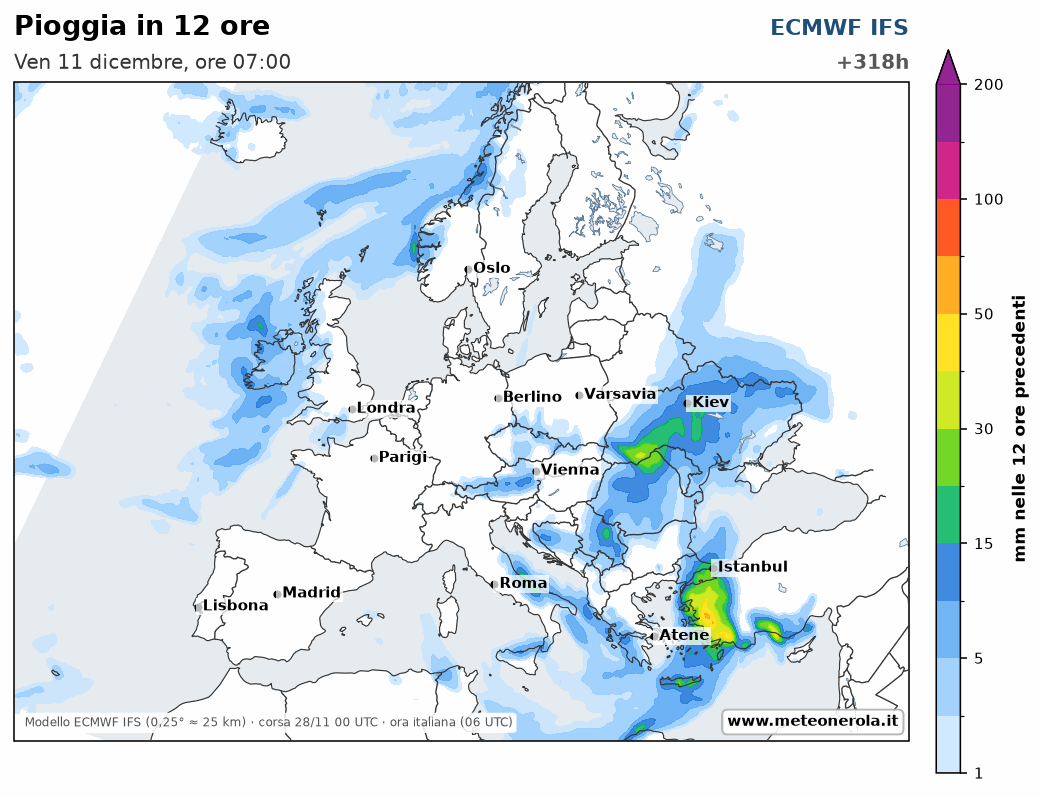 Pioggia in 12 ore
ECMWF IFS
Ven 11 dicembre, ore 07:00
+318h
200
100
50
30
15
5
1
mm nelle 12 ore precedenti
Oslo
Londra
Berlino
Varsavia
Kiev
Parigi
Vienna
Istanbul
Roma
Madrid
Lisbona
Atene
Modello ECMWF IFS (0,25° ≈ 25 km) · corsa 28/11 00 UTC · ora italiana (06 UTC)
www.meteonerola.it